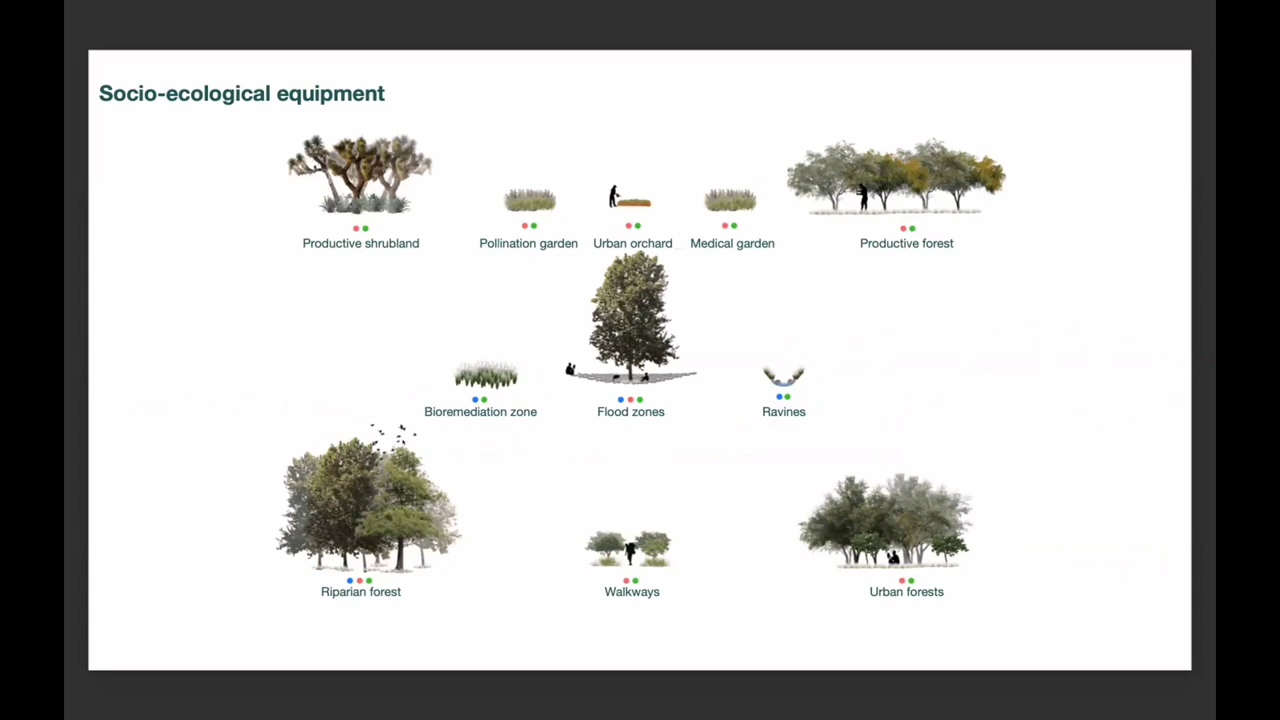 Socio-ecological equipment
Productive shrubland
Pollination garden
Urban orchard
Medical garden
Productive forest
Bioremediation zone
Flood zones
Ravines
Riparian forest
Walkways
Urban forests